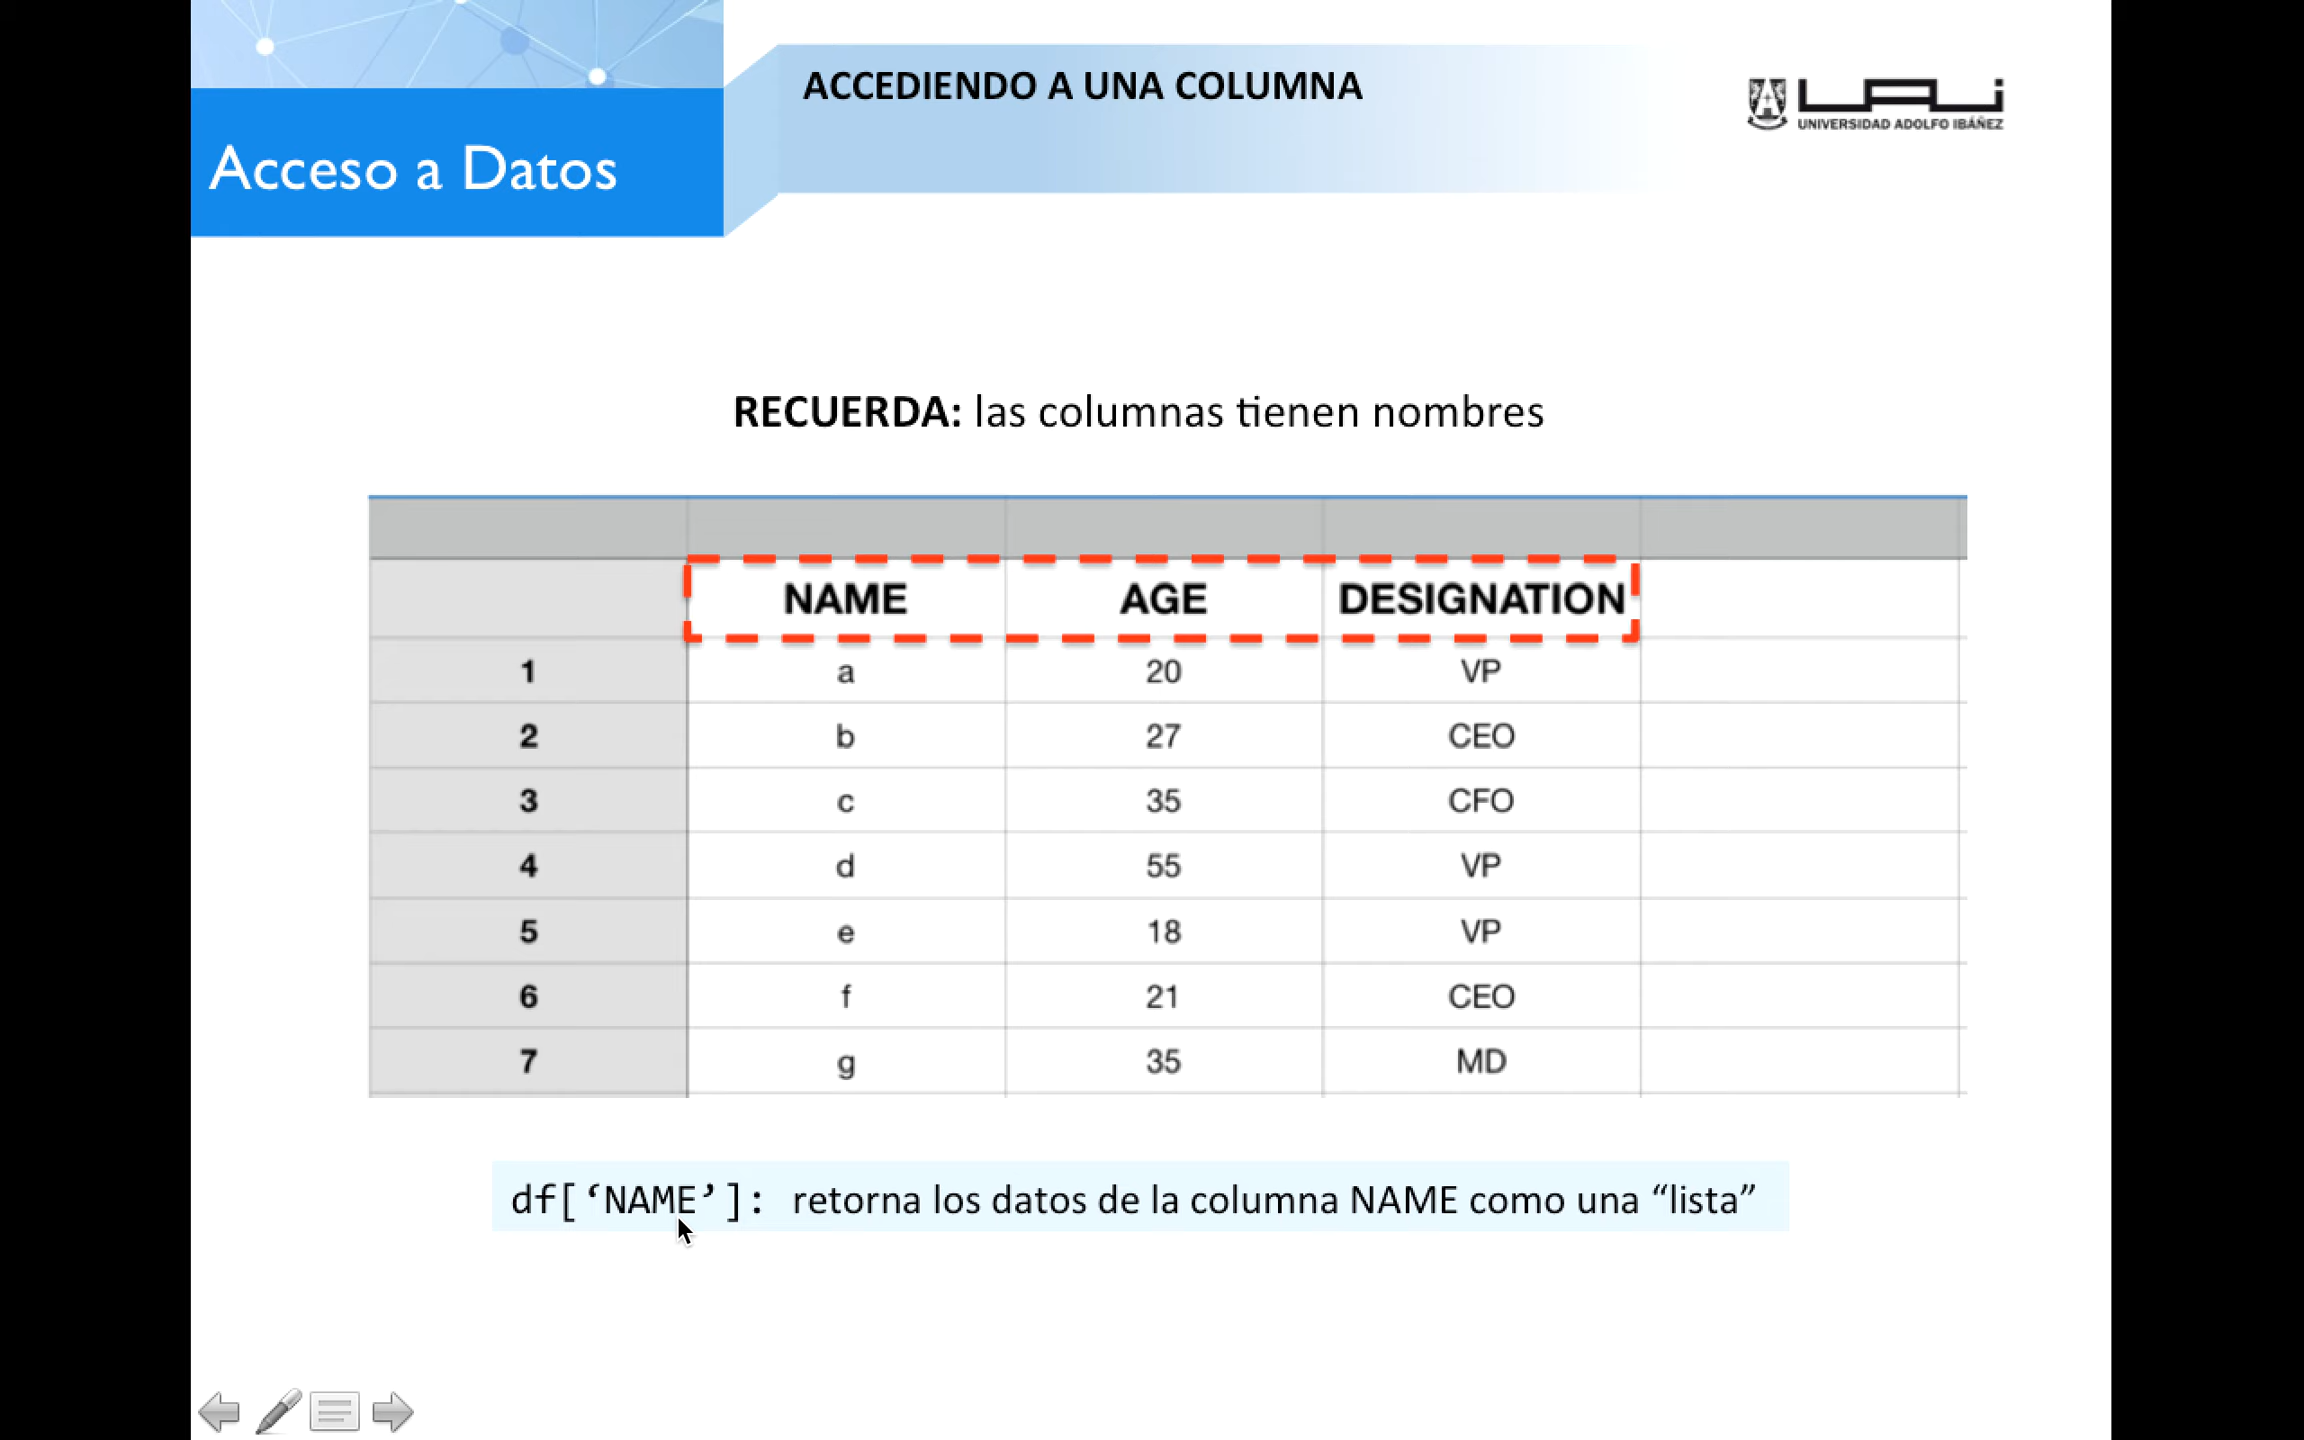 ACCEDIENDO A UNA COLUMNA
UAi
UNIVERSIDAD ADOLFO IBÁÑEZ
Acceso a Datos
RECUERDA: las columnas tienen nombres
NAME AGE DESIGNATION
1 a 20 VP
2 b 27 CEO
3 c 35 CFO
4 d 55 VP
5 e 18 VP
6 f 21 CEO
7 g 35 MD
df[‘NAME’]: retorna los datos de la columna NAME como una “lista”